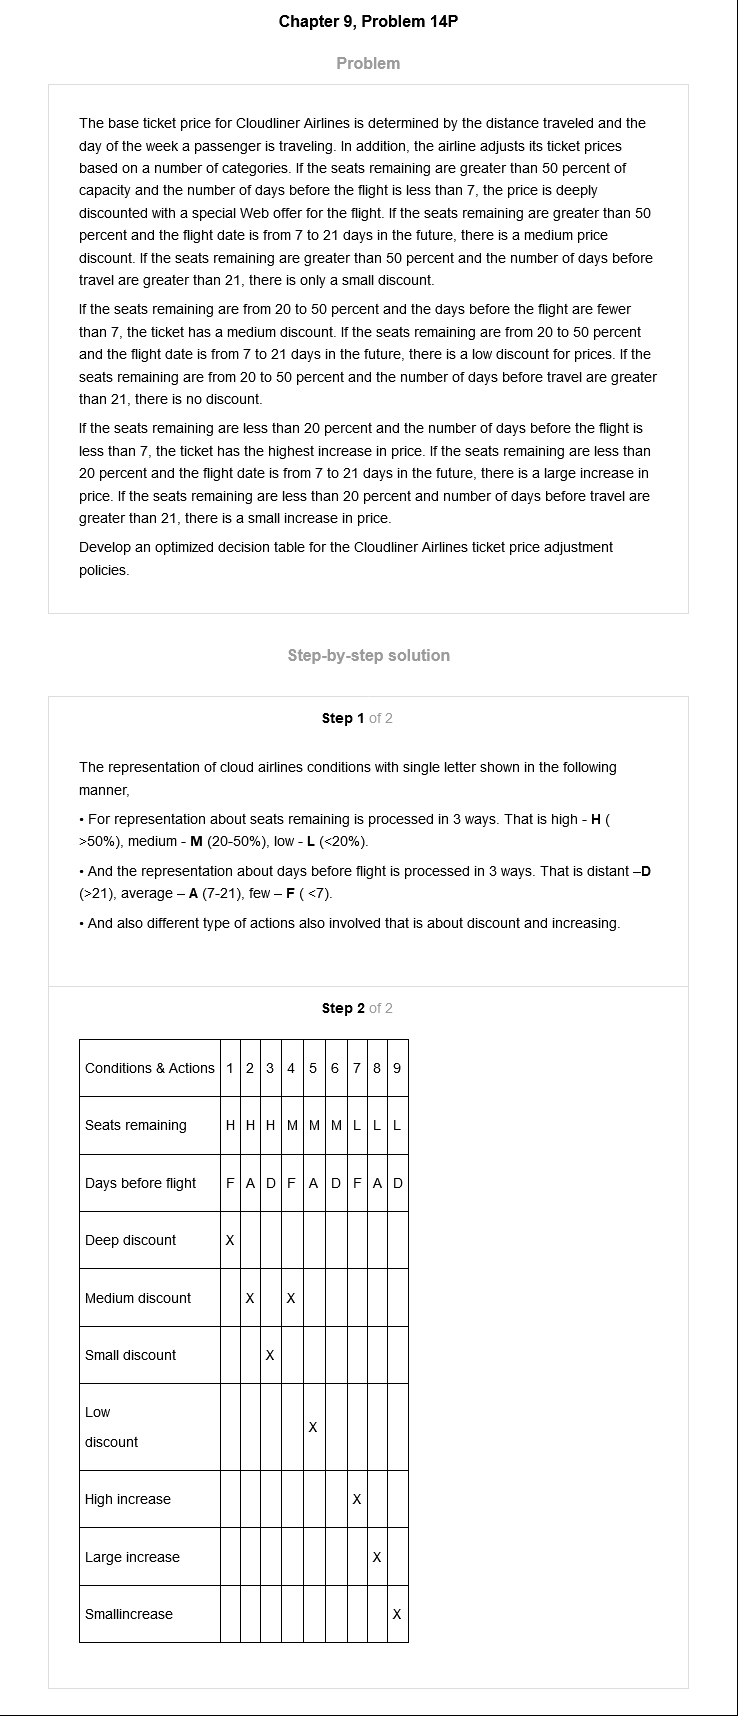 Chapter 9, Problem 14P
Problem
The base ticket price for Cloudliner Airlines is determined by the distance traveled and the
day of the week a passenger is traveling. In addition, the airline adjusts its ticket prices
based on a number of categories. If the seats remaining are greater than 50 percent of
capacity and the number of days before the flight is less than 7, the price is deeply
discounted with a special Web offer for the flight. If the seats remaining are greater than 50
percent and the flight date is from 7 to 21 days in the future, there is a medium price
discount. If the seats remaining are greater than 50 percent and the number of days before
travel are greater than 21, there is only a small discount.
If the seats remaining are from 20 to 50 percent and the days before the flight are fewer
than 7, the ticket has a medium discount. If the seats remaining are from 20 to 50 percent
and the flight date is from 7 to 21 days in the future, there is a low discount for prices. If the
seats remaining are from 20 to 50 percent and the number of days before travel are greater
than 21, there is no discount.
If the seats remaining are less than 20 percent and the number of days before the flight is
less than 7, the ticket has the highest increase in price. If the seats remaining are less than
20 percent and the flight date is from 7 to 21 days in the future, there is a large increase in
price. If the seats remaining are less than 20 percent and number of days before travel are
greater than 21, there is a small increase in price.
Develop an optimized decision table for the Cloudliner Airlines ticket price adjustment
policies.
Step-by-step solution
Step 1 of 2
The representation of cloud airlines conditions with single letter shown in the following
manner,
• For representation about seats remaining is processed in 3 ways. That is high - H (
>50%), medium - M (20-50%), low - L (<20%).
• And the representation about days before flight is processed in 3 ways. That is distant –D
(>21), average – A (7-21), few – F ( <7).
• And also different type of actions also involved that is about discount and increasing.
Step 2 of 2
Conditions & Actions 1 2 3 4 5 6 7 8 9
Seats remaining H H H M M M L L L
Days before flight F A D F A D F A D
Deep discount X
Medium discount X X
Small discount X
Low
discount X
High increase X
Large increase X
Smallincrease X